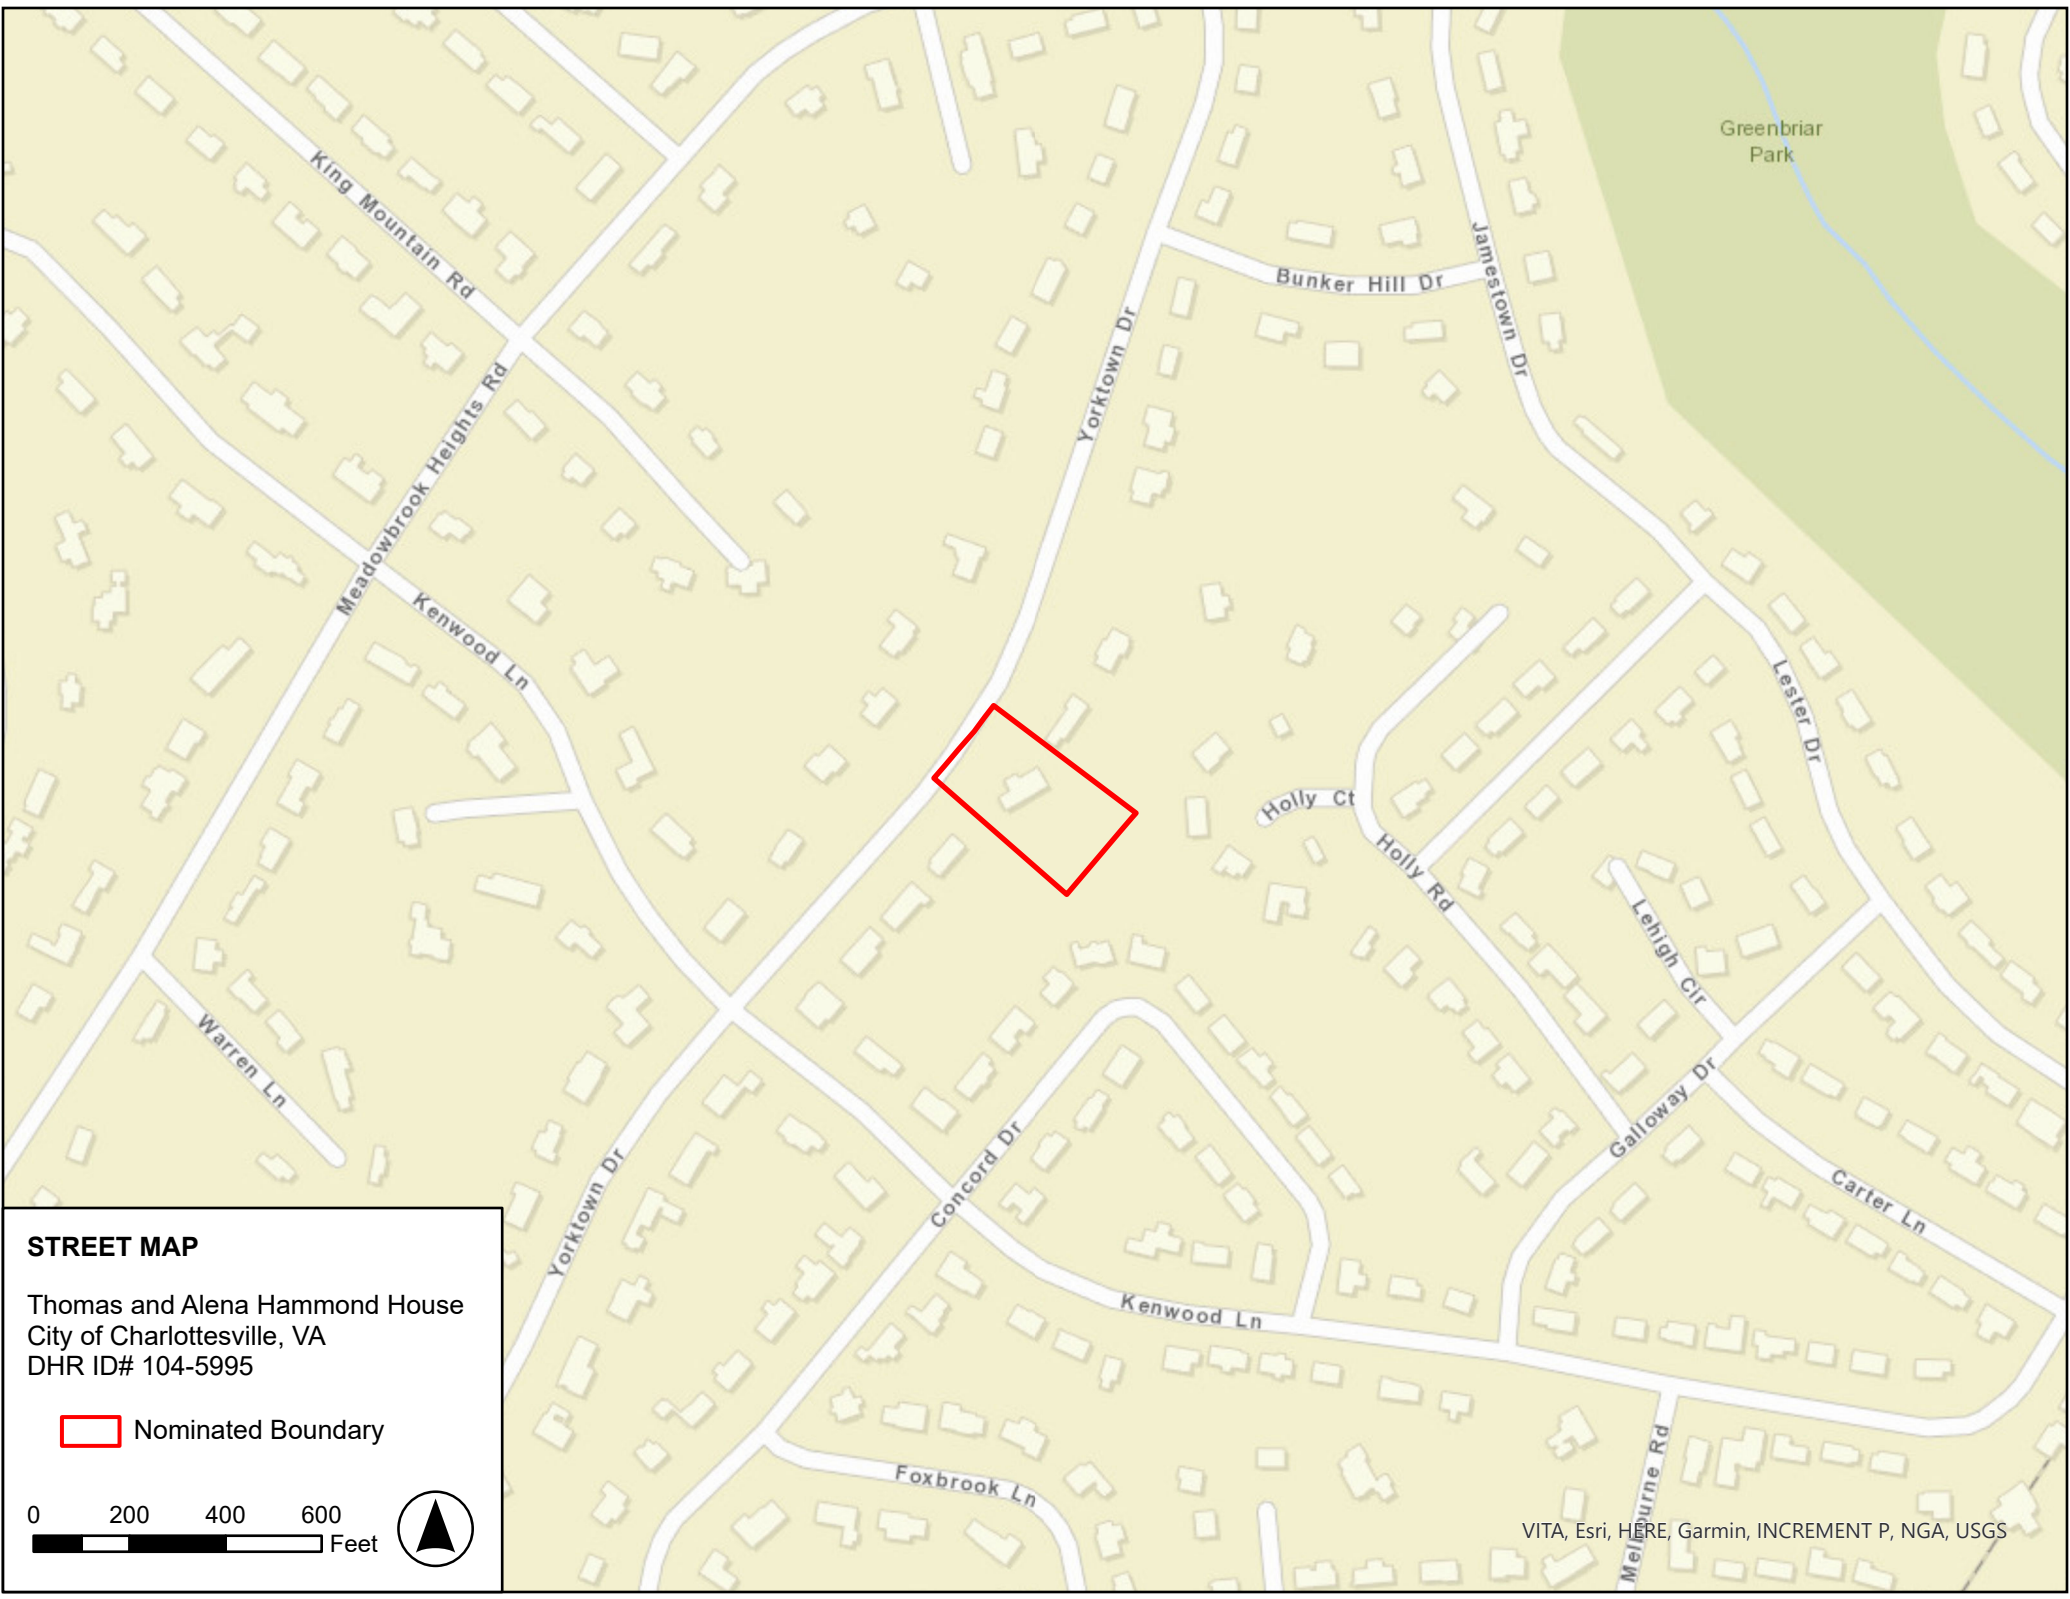 Greenbriar
Park
King Mountain Rd
Jamestown Dr
Bunker Hill Dr
Yorktown Dr
Meadowbrook Heights Rd
Kenwood Ln
Lester Dr
Holly Ct
Holly Rd
Lehigh Cir
Warren Ln
Galloway Dr
Concord Dr
Yorktown Dr
Carter Ln
Kenwood Ln
Foxbrook Ln
Melbourne Rd
STREET MAP
Thomas and Alena Hammond House
City of Charlottesville, VA
DHR ID# 104-5995
Nominated Boundary
0 200 400 600
Feet
VITA, Esri, HERE, Garmin, INCREMENT P, NGA, USGS